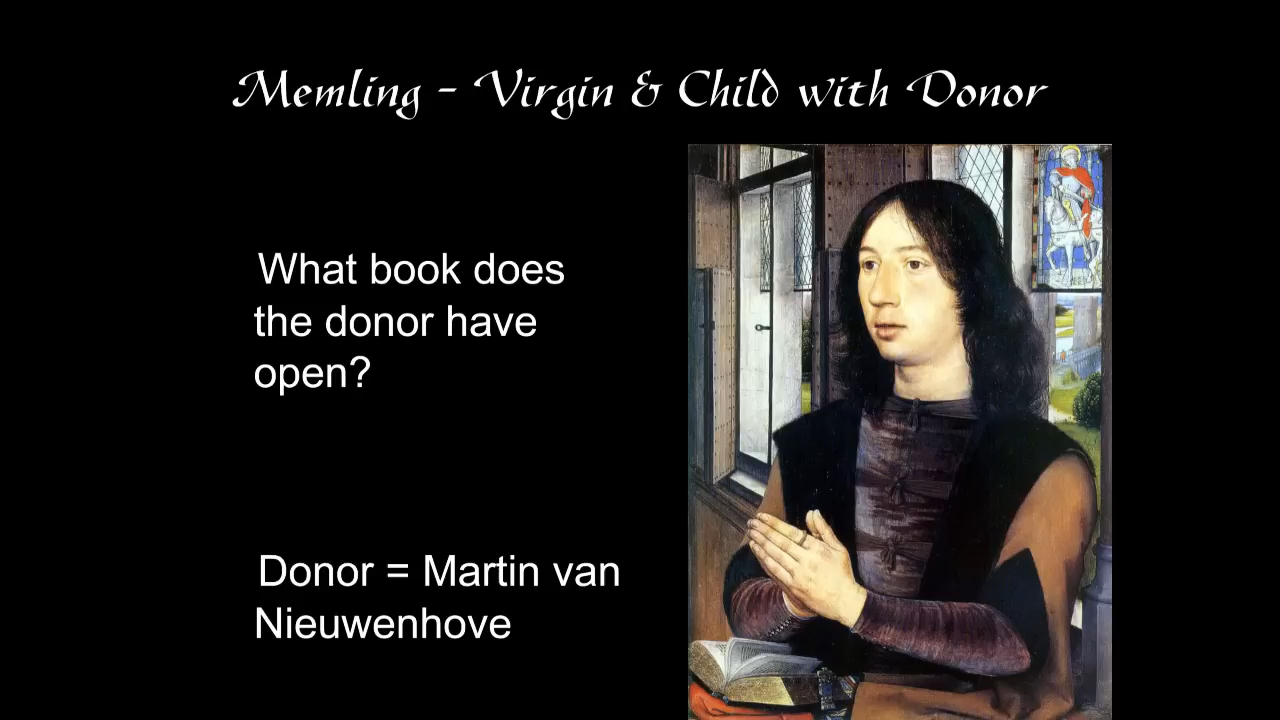 Memling - Virgin & Child with Donor
What book does
the donor have
open?
Donor = Martin van
Nieuwenhove